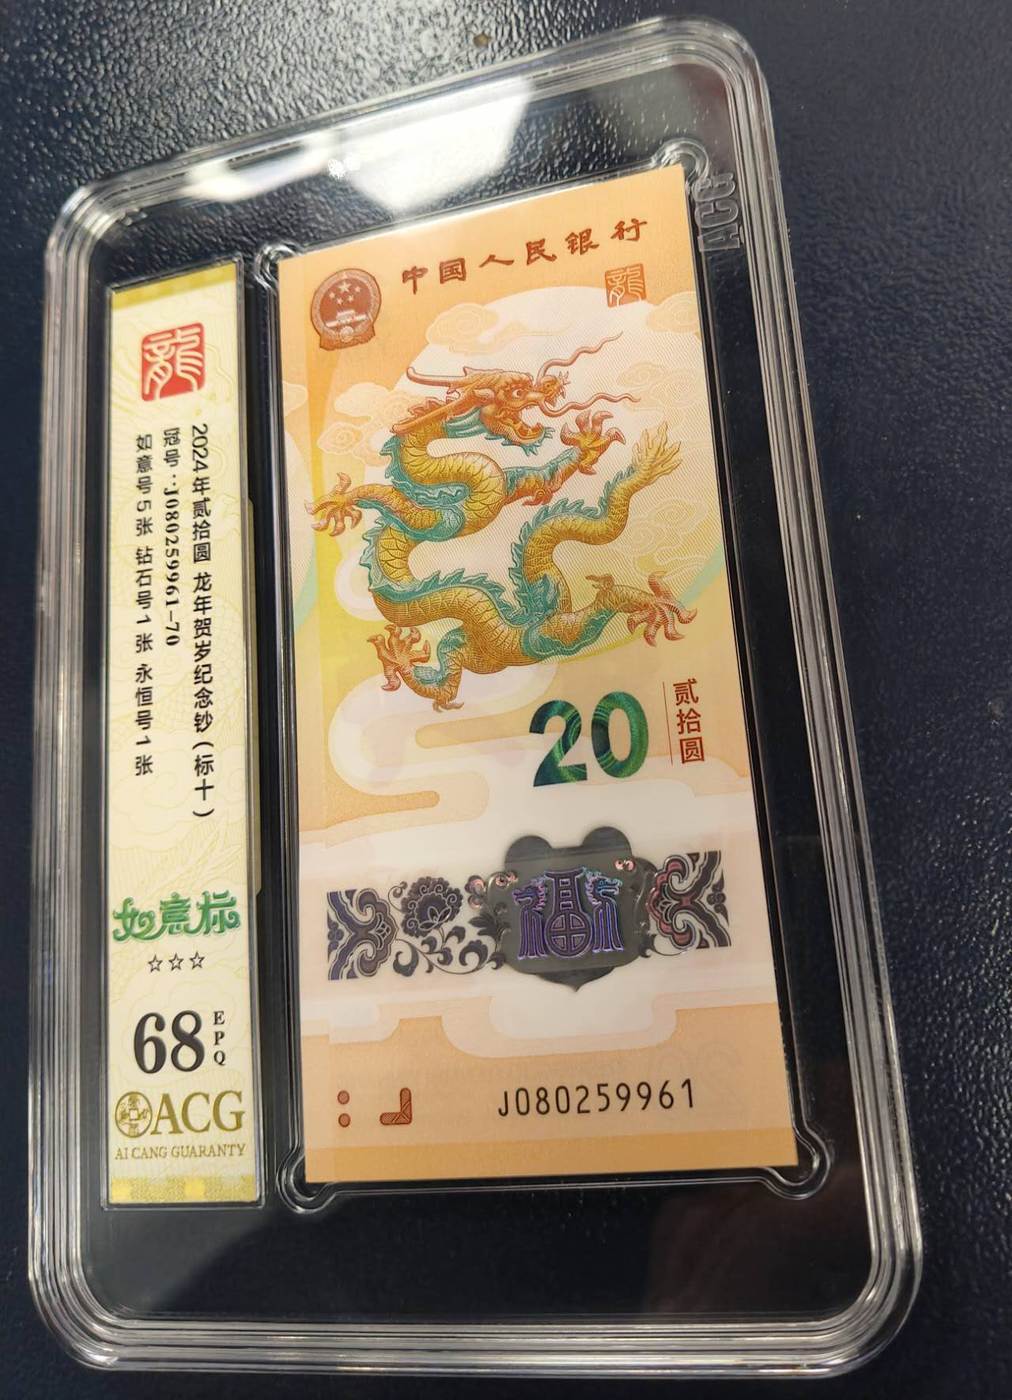 ACG
龍
2024年贰拾圆 龙年贺岁纪念钞(标十)
冠号:J080259961-70
如意号5张 钻石号1张 永恒号1张
如意标
☆☆☆
68
EPQ
ACG
AI CANG GUARANTY
中国人民银行
龍
20
贰拾圆
福
J080259961